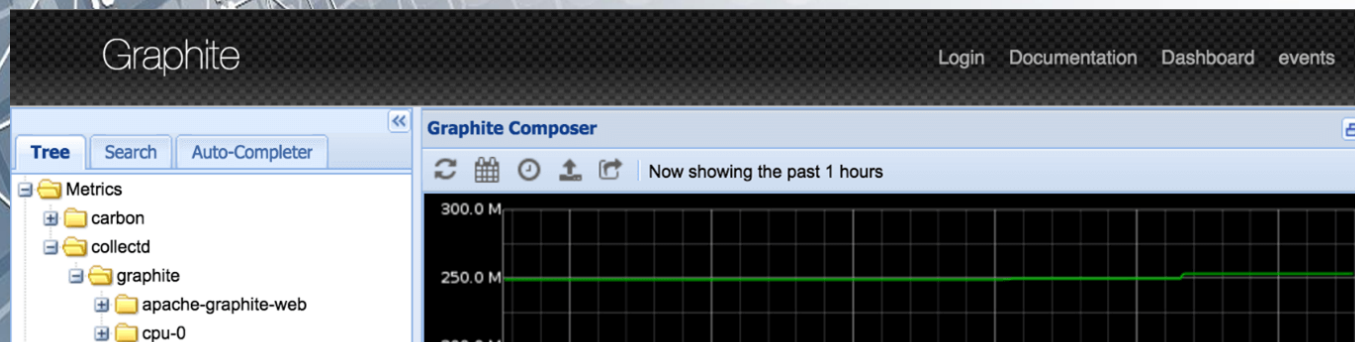 Graphite
Login Documentation Dashboard events
Graphite Composer
Tree Search Auto-Completer
Now showing the past 1 hours
Metrics
carbon
collectd
graphite
apache-graphite-web
cpu-0
300.0 M
250.0 M